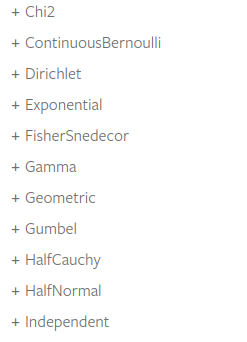 + Chi2
+ ContinuousBernoulli
+ Dirichlet
+ Exponential
+ FisherSnedecor
+ Gamma
+ Geometric
+ Gumbel
+ HalfCauchy
+ HalfNormal
+ Independent